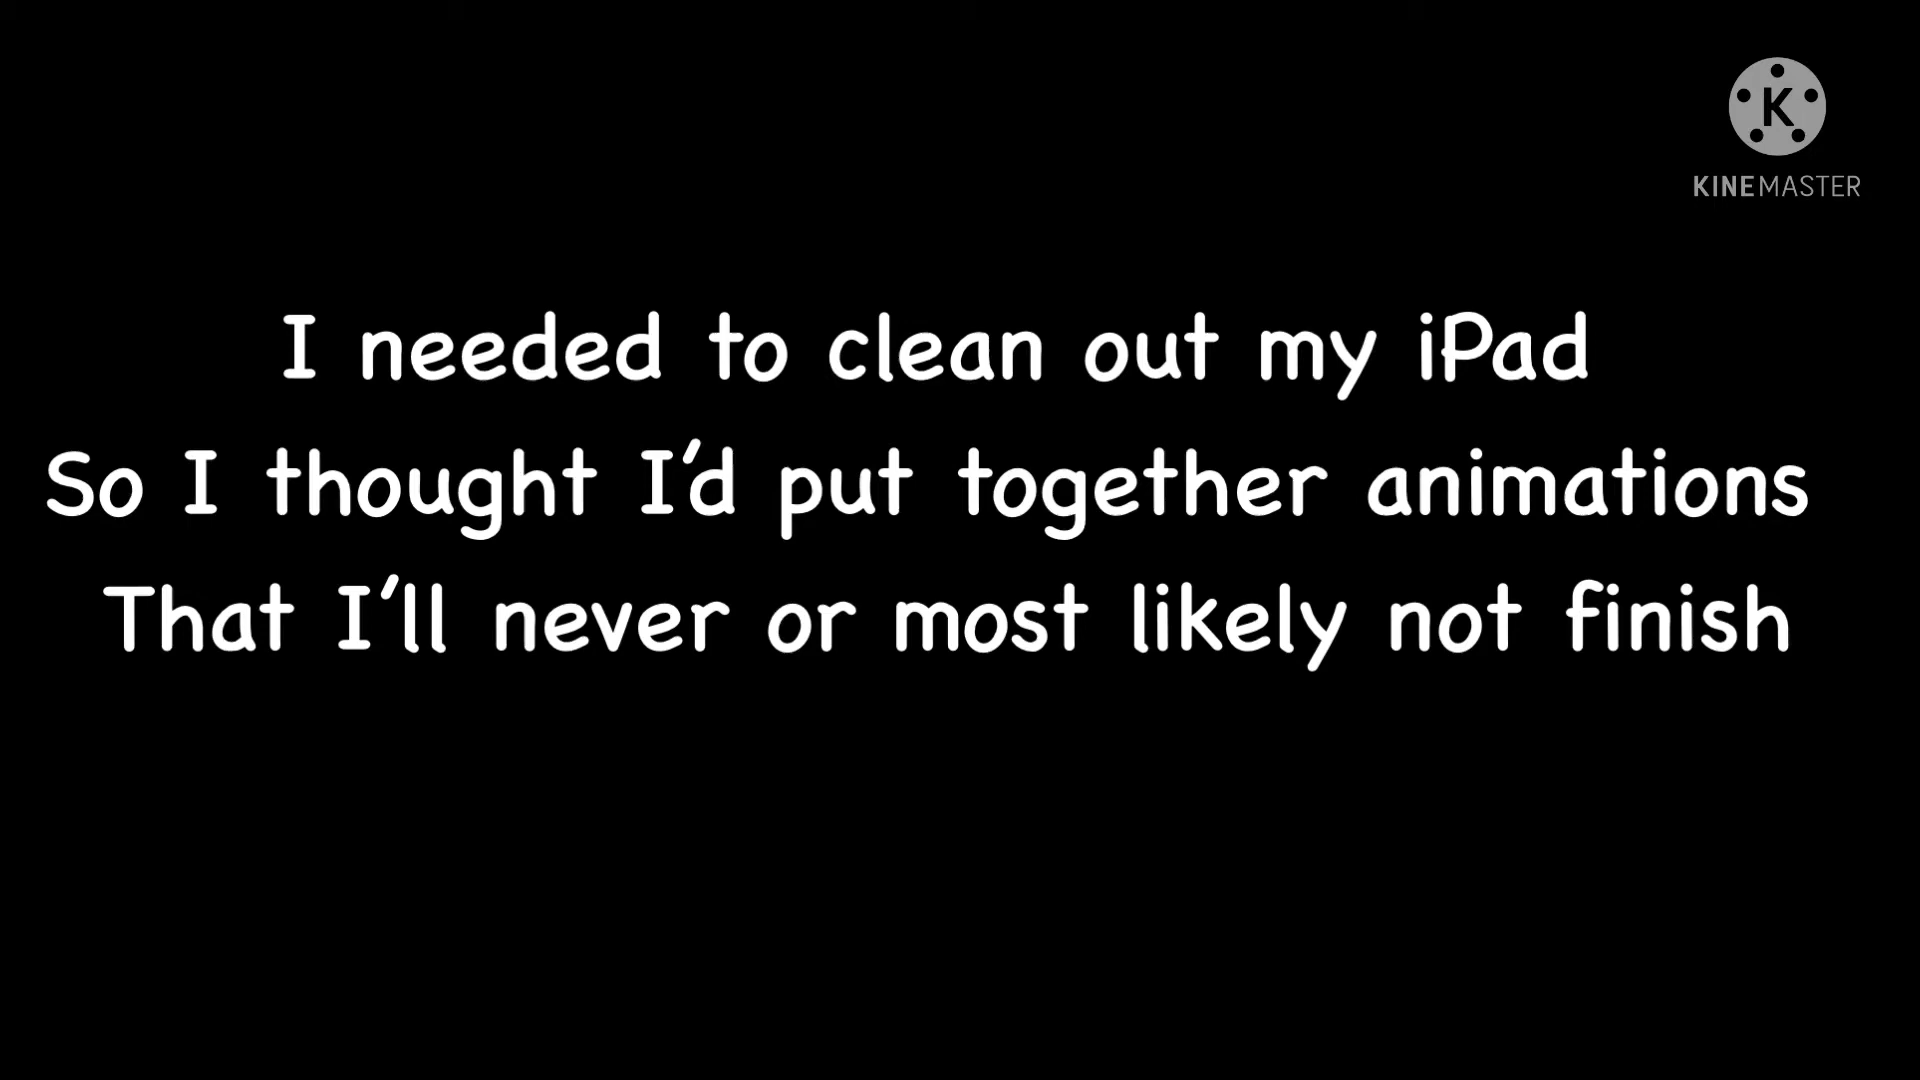 K
KINEMASTER
I needed to clean out my iPad
So I thought I'd put together animations
That I'll never or most likely not finish